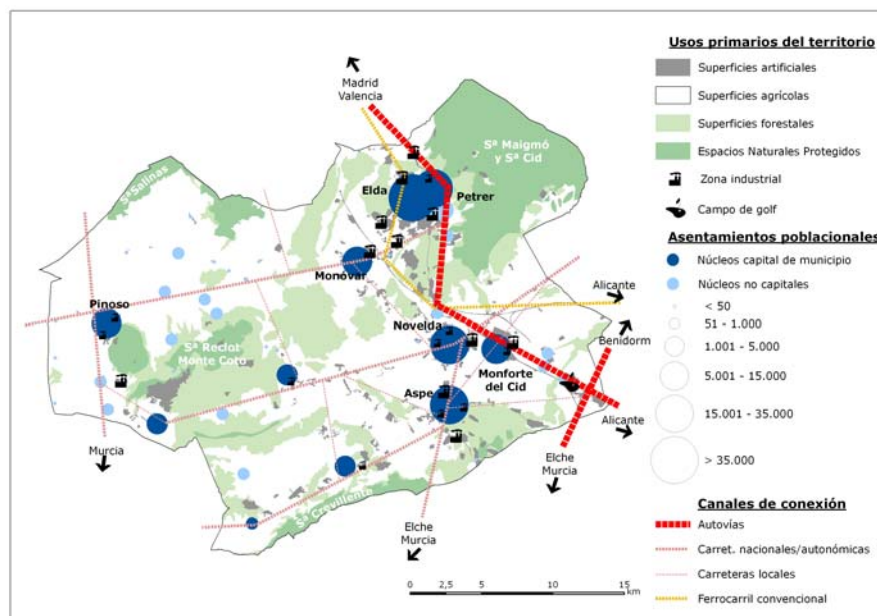 Madrid
Valencia
Sª Maigmó
y Sª Cid
Elda
Petrer
Sª Salinas
Monóvar
Alicante
Pinoso
Novelda
Benidorm
Sª Reclot
Monte Coto
Monforte
del Cid
Aspe
Alicante
Murcia
Elche
Murcia
Sª Crevillente
Elche
Murcia
0 2,5 5 10 15
km
Usos primarios del territorio
Superficies artificiales
Superficies agrícolas
Superficies forestales
Espacios Naturales Protegidos
Zona industrial
Campo de golf
Asentamientos poblacionales
Núcleos capital de municipio
Núcleos no capitales
< 50
51 - 1.000
1.001 - 5.000
5.001 - 15.000
15.001 - 35.000
> 35.000
Canales de conexión
Autovías
Carret. nacionales/autonómicas
Carreteras locales
Ferrocarril convencional